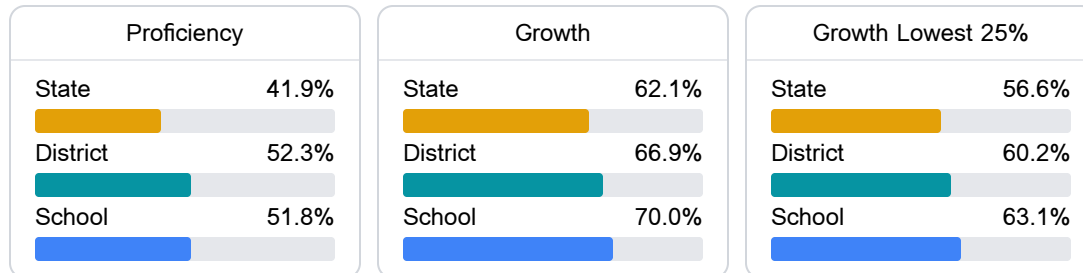 Proficiency
State 41.9%
District 52.3%
School 51.8%
Growth
State 62.1%
District 66.9%
School 70.0%
Growth Lowest 25%
State 56.6%
District 60.2%
School 63.1%